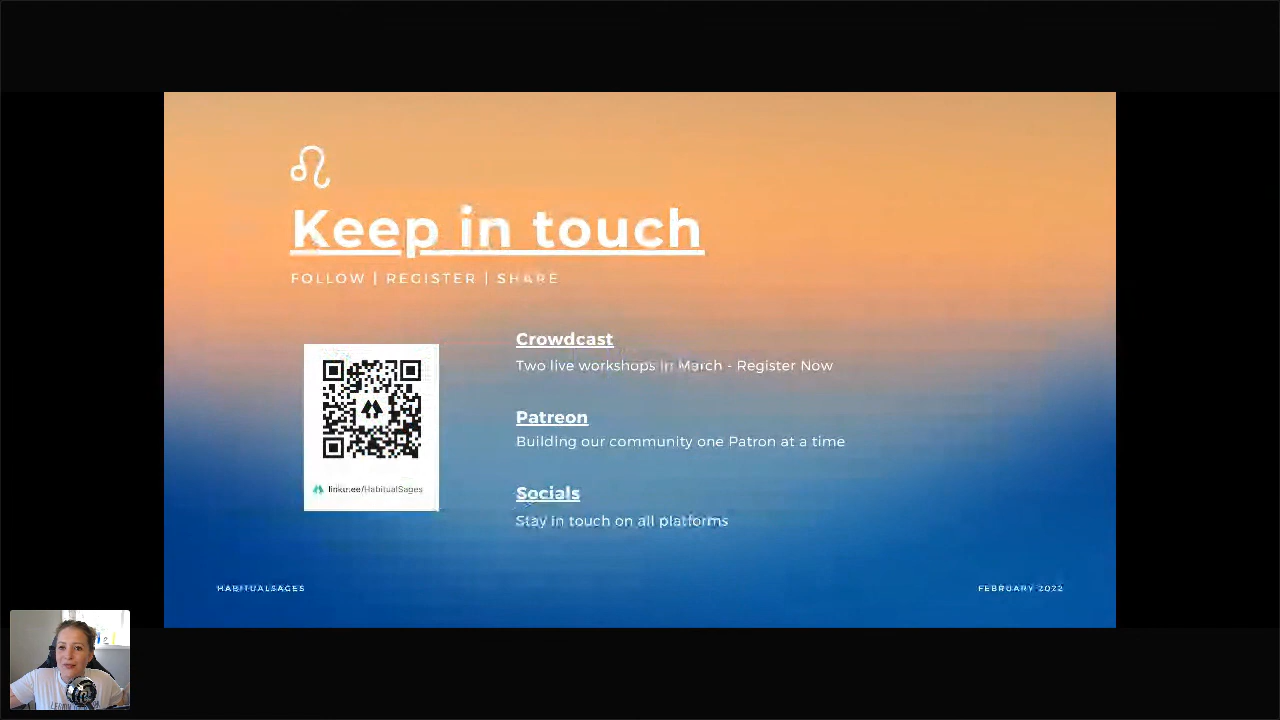 Keep in touch
FOLLOW | REGISTER | SHARE
Crowdcast
Two live workshops in March - Register Now
Patreon
Building our community one Patron at a time
Socials
Stay in touch on all platforms
linktr.ee/HabitualSages
HABITUALSAGES
FEBRUARY 2022